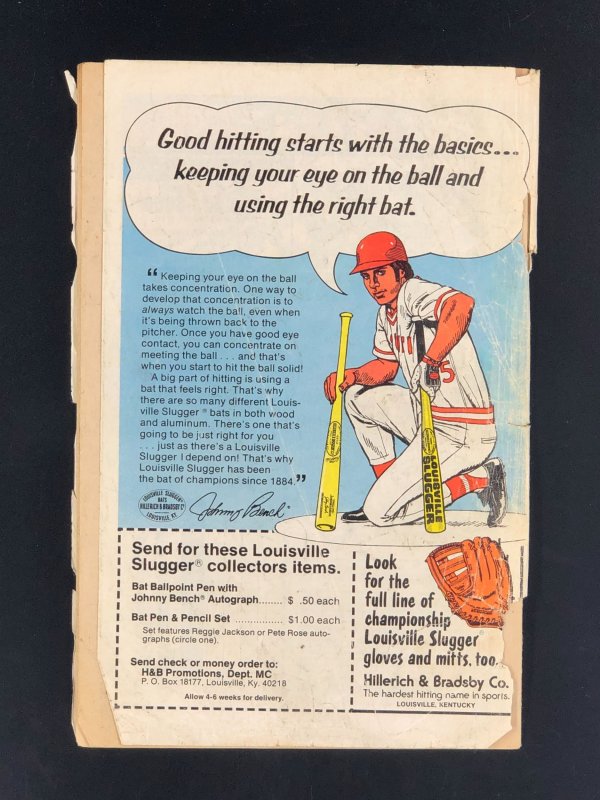 Good hitting starts with the basics...
keeping your eye on the ball and
using the right bat.
“ Keeping your eye on the ball
takes concentration. One way to
develop that concentration is to
always watch the ball, even when
it's being thrown back to the
pitcher. Once you have good eye
contact, you can concentrate on
meeting the ball . . . and that's
when you start to hit the ball solid!
A big part of hitting is using a
bat that feels right. That's why
there are so many different Louis-
ville Slugger ® bats in both wood
and aluminum. There's one that's
going to be just right for you
. . . just as there's a Louisville
Slugger I depend on! That's why
Louisville Slugger has been
the bat of champions since 1884.”
LOUISVILLE SLUGGER®
BATS
HILLERICH & BRADSBY Co
LOUISVILLE, KY.
Johnny Bench®
5
LOUISVILLE
SLUGGER
Send for these Louisville
Slugger® collectors items.
Bat Ballpoint Pen with
Johnny Bench® Autograph....... $ .50 each
Bat Pen & Pencil Set ............. $1.00 each
Set features Reggie Jackson or Pete Rose auto-
graphs (circle one).
Send check or money order to:
H&B Promotions, Dept. MC
P. O. Box 18177, Louisville, Ky. 40218
Allow 4-6 weeks for delivery.
Look
for the
full line of
championship
Louisville Slugger
gloves and mitts, too.
Hillerich & Bradsby Co.
The hardest hitting name in sports.
LOUISVILLE, KENTUCKY